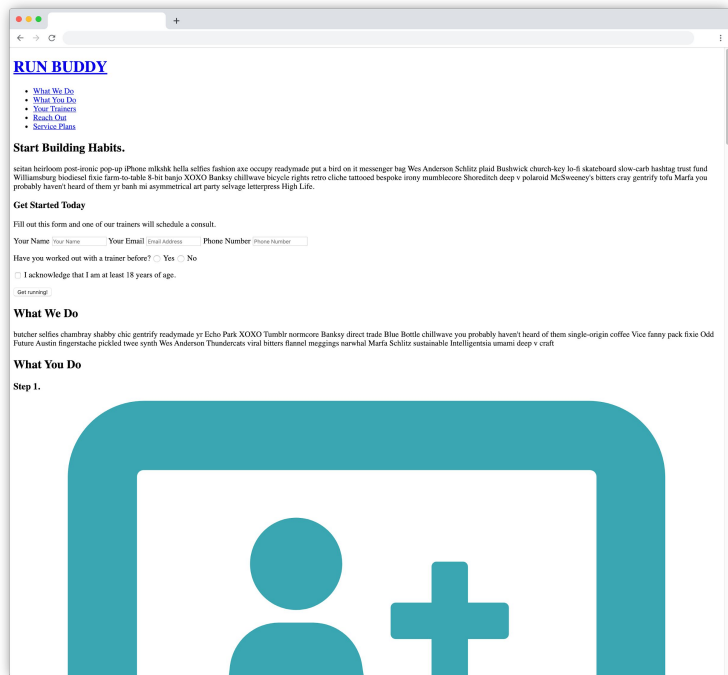 RUN BUDDY
What We Do
What You Do
Your Trainers
Reach Out
Service Plans
Start Building Habits.
seitan heirloom post-ironic pop-up iPhone mlkshk hella selfies fashion axe occupy readymade put a bird on it messenger bag Wes Anderson Schlitz plaid Bushwick church-key lo-fi skateboard slow-carb hashtag trust fund
Williamsburg biodiesel fixie farm-to-table 8-bit banjo XOXO Banksy chillwave bicycle rights retro cliche tattooed bespoke irony mumblecore Shoreditch deep v polaroid McSweeney's bitters cray gentrify tofu Marfa you
probably haven't heard of them yr banh mi asymmetrical art party selvage letterpress High Life.
Get Started Today
Fill out this form and one of our trainers will schedule a consult.
Your Name Your Name Your Email Email Address Phone Number Phone Number
Have you worked out with a trainer before? Yes No
I acknowledge that I am at least 18 years of age.
Get running!
What We Do
butcher selfies chambray shabby chic gentrify readymade yr Echo Park XOXO Tumblr normcore Banksy direct trade Blue Bottle chillwave you probably haven't heard of them single-origin coffee Vice fanny pack fixie Odd
Future Austin fingerstache pickled twee synth Wes Anderson Thundercats viral bitters flannel meggings narwhal Marfa Schlitz sustainable Intelligentsia umami deep v craft
What You Do
Step 1.